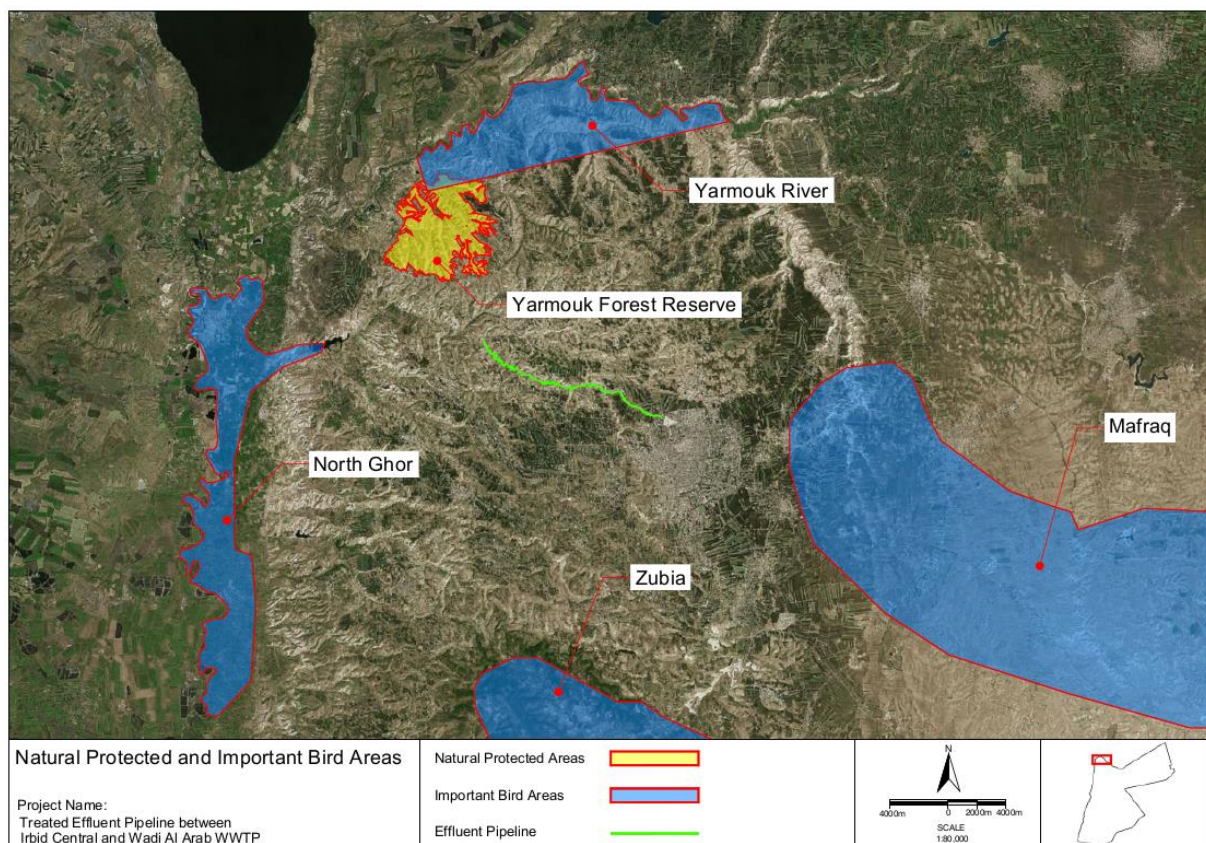 Yarmouk River
Yarmouk Forest Reserve
Mafraq
North Ghor
Zubia
Natural Protected and Important Bird Areas
Project Name:
Treated Effluent Pipeline between
Irbid Central and Wadi Al Arab WWTP
Natural Protected Areas
Important Bird Areas
Effluent Pipeline
N
4000m 0 2000m 4000m
SCALE
1:80,000